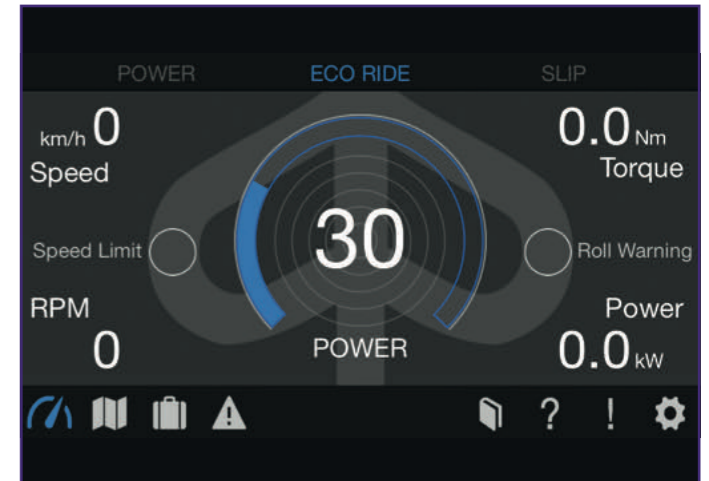 POWER ECO RIDE SLIP
km/h 0
Speed
0.0 Nm
Torque
30
Speed Limit
Roll Warning
RPM
0
POWER
Power
0.0 kW
? !